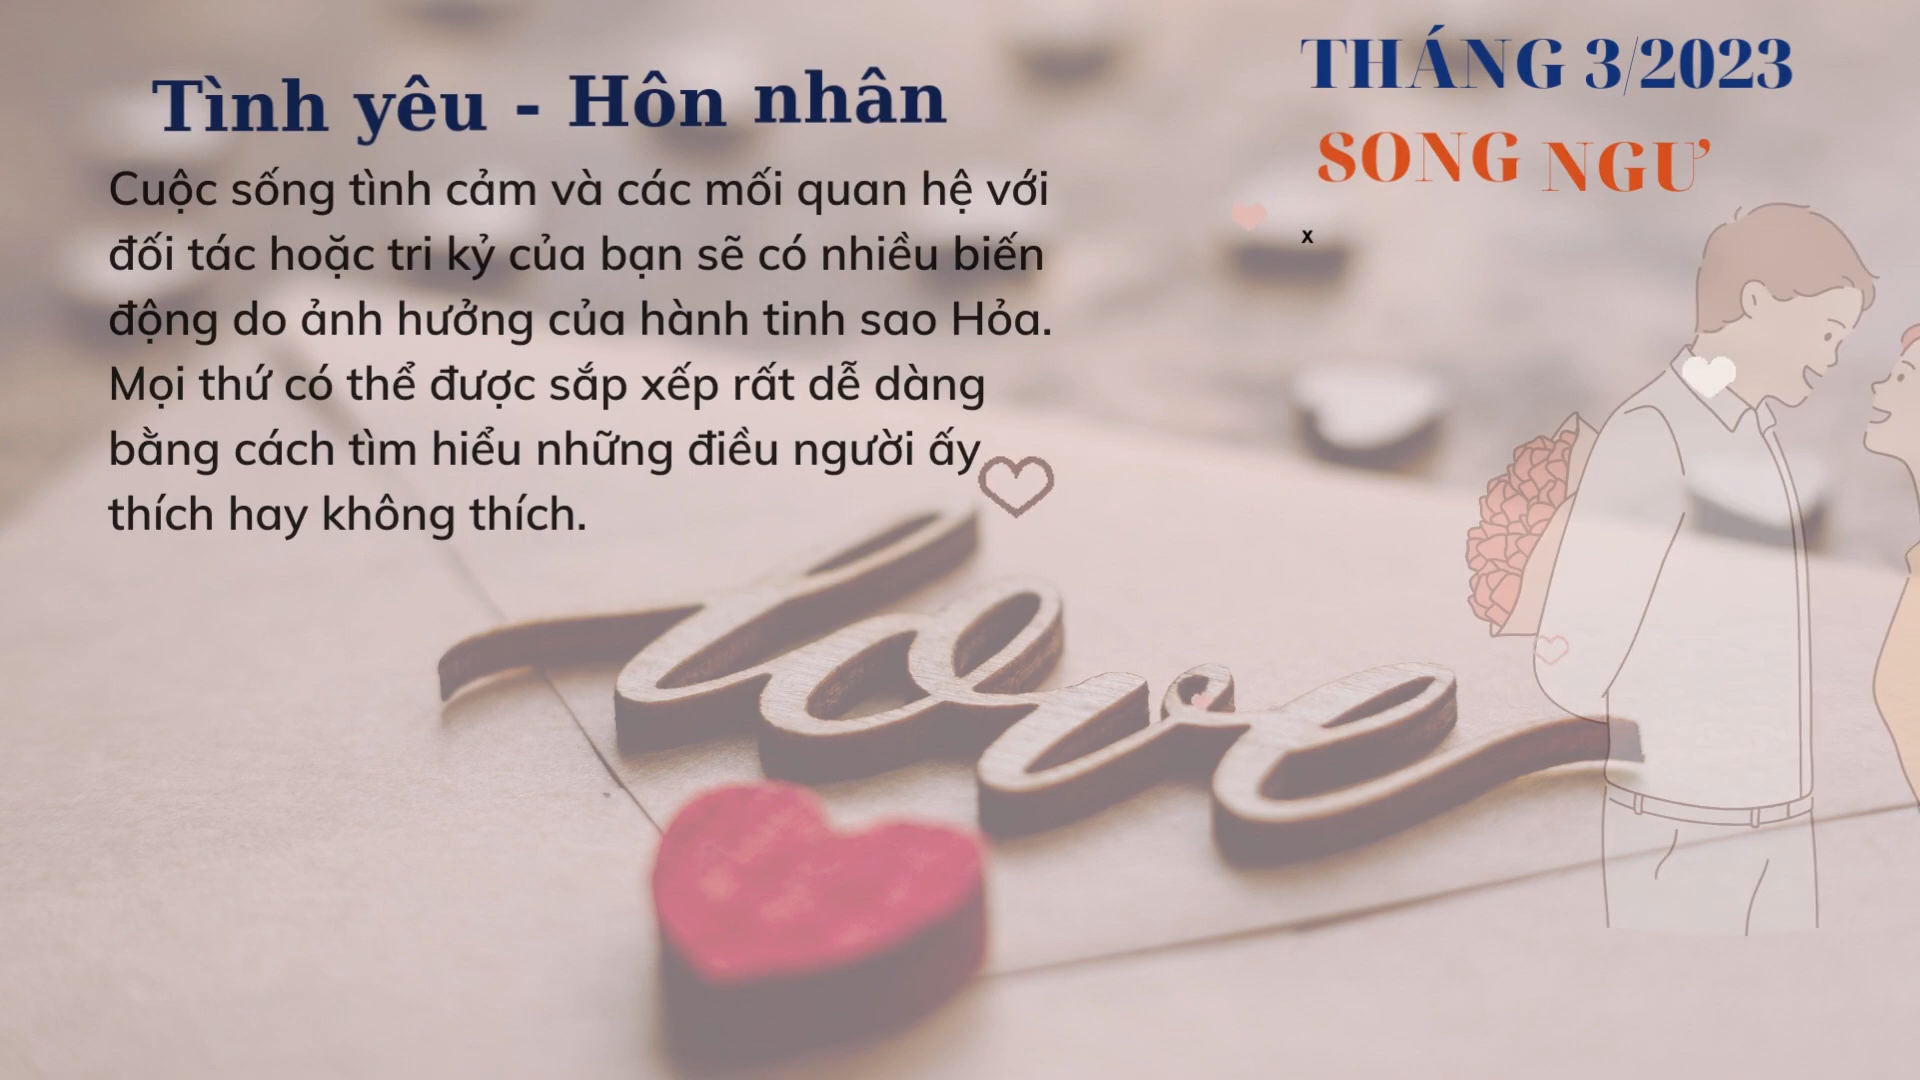 Tình yêu - Hôn nhân
Cuộc sống tình cảm và các mối quan hệ với
đối tác hoặc tri kỷ của bạn sẽ có nhiều biến
động do ảnh hưởng của hành tinh sao Hỏa.
Mọi thứ có thể được sắp xếp rất dễ dàng
bằng cách tìm hiểu những điều người ấy
thích hay không thích.
THÁNG 3/2023
SONG NGƯ
x
love